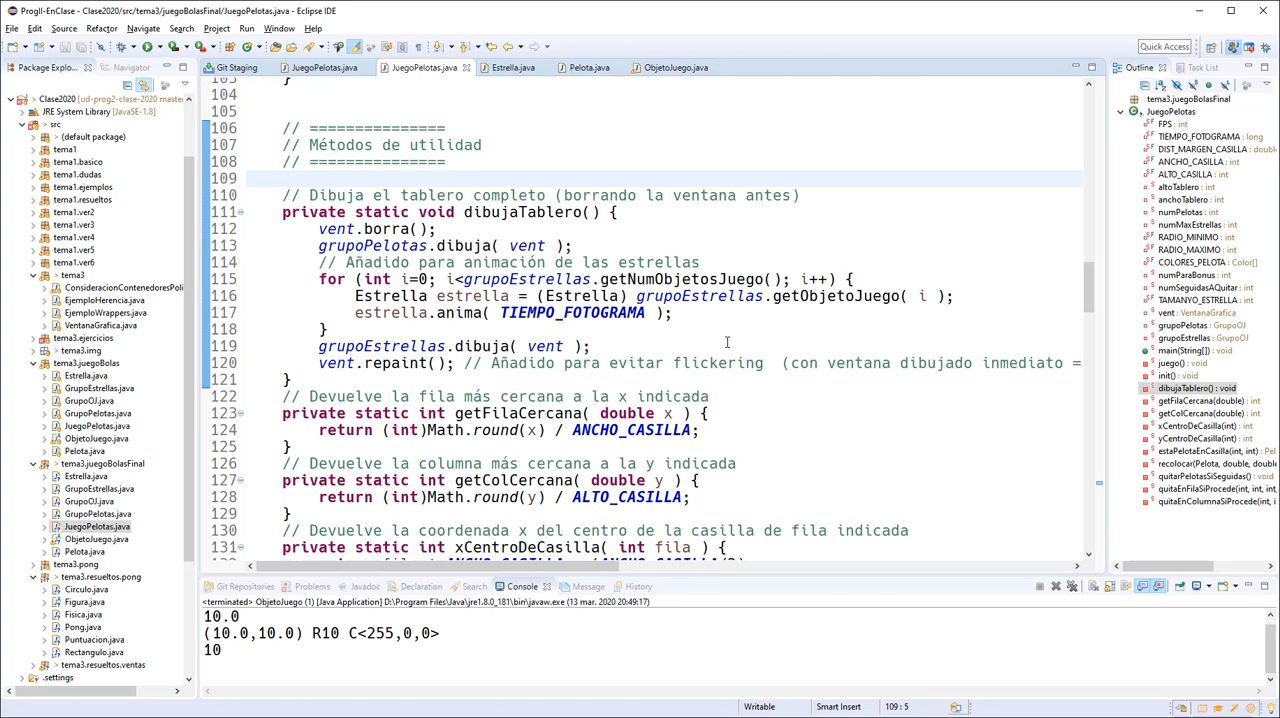 ProgII-EnClase - Clase2020/src/tema3/juegoBolasFinal/JuegoPelotas.java - Eclipse IDE
File Edit Source Refactor Navigate Search Project Run Window Help
Quick Access
Package Explo... Navigator
Clase2020 [ud-prog2-clase-2020 master
JRE System Library [JavaSE-1.8]
src
> (default package)
tema1
> tema1.basico
> tema1.dudas
> tema1.ejemplos
> tema1.resueltos
> tema1.ver2
> tema1.ver3
> tema1.ver4
> tema1.ver5
> tema1.ver6
> tema3
ConsideracionContenedoresPoli
EjemploHerencia.java
EjemploWrappers.java
VentanaGrafica.java
tema3.ejercicios
> tema3.img
tema3.juegoBolas
Estrella.java
GrupoEstrellas.java
GrupoOJ.java
GrupoPelotas.java
JuegoPelotas.java
ObjetoJuego.java
Pelota.java
> tema3.juegoBolasFinal
Estrella.java
GrupoEstrellas.java
GrupoOJ.java
GrupoPelotas.java
JuegoPelotas.java
ObjetoJuego.java
Pelota.java
tema3.pong
> tema3.resueltos.pong
Circulo.java
Figura.java
Fisica.java
Pong.java
Puntuacion.java
Rectangulo.java
> tema3.resueltos.ventas
.settings
Git Staging JuegoPelotas.java JuegoPelotas.java Estrella.java Pelota.java ObjetoJuego.java
103 }
104
105
106 // ===============
107 // Métodos de utilidad
108 // ===============
109
110 // Dibuja el tablero completo (borrando la ventana antes)
111 private static void dibujaTablero() {
112 vent.borra();
113 grupoPelotas.dibuja( vent );
114 // Añadido para animación de las estrellas
115 for (int i=0; i<grupoEstrellas.getNumObjetosJuego(); i++) {
116 Estrella estrella = (Estrella) grupoEstrellas.getObjetoJuego( i );
117 estrella.anima( TIEMPO_FOTOGRAMA );
118 }
119 grupoEstrellas.dibuja( vent );
120 vent.repaint(); // Añadido para evitar flickering (con ventana dibujado inmediato =
121 }
122 // Devuelve la fila más cercana a la x indicada
123 private static int getFilaCercana( double x ) {
124 return (int)Math.round(x) / ANCHO_CASILLA;
125 }
126 // Devuelve la columna más cercana a la y indicada
127 private static int getColCercana( double y ) {
128 return (int)Math.round(y) / ALTO_CASILLA;
129 }
130 // Devuelve la coordenada x del centro de la casilla de fila indicada
131 private static int xCentroDeCasilla( int fila ) {
Outline Task List
tema3.juegoBolasFinal
JuegoPelotas
FPS : int
TIEMPO_FOTOGRAMA : long
DIST_MARGEN_CASILLA : double
ANCHO_CASILLA : int
ALTO_CASILLA : int
altoTablero : int
anchoTablero : int
numPelotas : int
numMaxEstrellas : int
RADIO_MINIMO : int
RADIO_MAXIMO : int
COLORES_PELOTA : Color[]
numParaBonus : int
numSeguidasAQuitar : int
TAMANYO_ESTRELLA : int
vent : VentanaGrafica
grupoPelotas : GrupoOJ
grupoEstrellas : GrupoOJ
main(String[]) : void
juego() : void
init() : void
dibujaTablero() : void
getFilaCercana(double) : int
getColCercana(double) : int
xCentroDeCasilla(int) : int
yCentroDeCasilla(int) : int
estaPelotaEnCasilla(int, int) : Pel
recolocar(Pelota, double, double
quitarPelotasSiSeguidas() : void
quitaEnFilaSiProcede(int, int, int)
quitaEnColumnaSiProcede(int, int
Git Repositories Problems Javadoc Declaration Search Console Message History
<terminated> ObjetoJuego (1) [Java Application] D:\Program Files\Java\jre1.8.0_181\bin\javaw.exe (13 mar. 2020 20:49:17)
10.0
(10.0,10.0) R10 C<255,0,0>
10
Writable Smart Insert 109 : 5